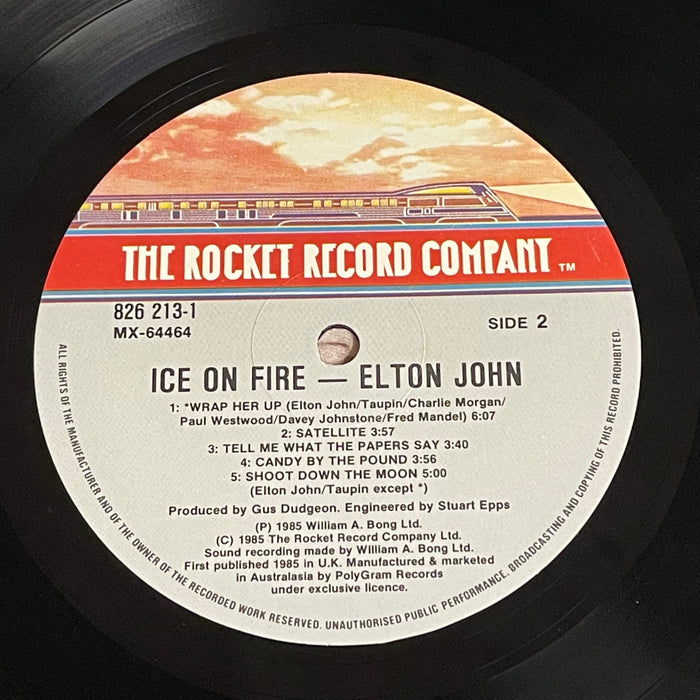 THE ROCKET RECORD COMPANY TM
826 213-1
MX-64464
SIDE 2
ICE ON FIRE — ELTON JOHN
1: *WRAP HER UP (Elton John/Taupin/Charlie Morgan/
Paul Westwood/Davey Johnstone/Fred Mandel) 6:07
2: SATELLITE 3:57
3: TELL ME WHAT THE PAPERS SAY 3:40
4: CANDY BY THE POUND 3:56
5: SHOOT DOWN THE MOON 5:00
(Elton John/Taupin except *)
Produced by Gus Dudgeon. Engineered by Stuart Epps
(P) 1985 William A. Bong Ltd.
(C) 1985 The Rocket Record Company Ltd.
Sound recording made by William A. Bong Ltd.
First published 1985 in U.K. Manufactured & marketed
in Australasia by PolyGram Records
under exclusive licence.
ALL RIGHTS OF THE MANUFACTURER AND OF THE OWNER OF THE RECORDED WORK RESERVED. UNAUTHORISED PUBLIC PERFORMANCE, BROADCASTING AND COPYING OF THIS RECORD PROHIBITED.